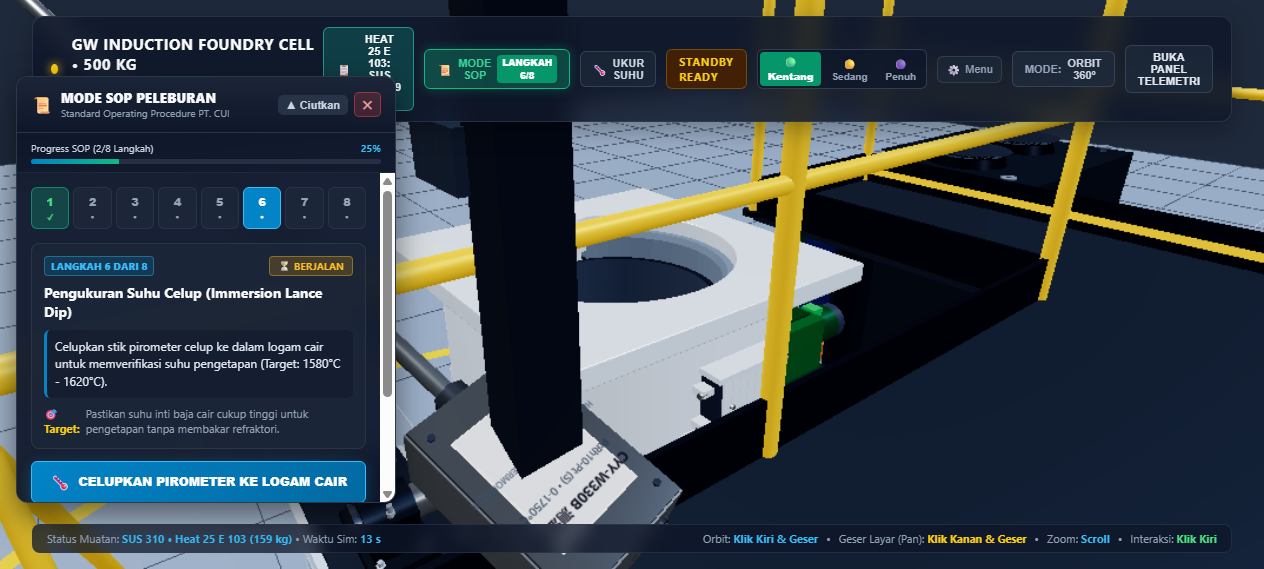 GW INDUCTION FOUNDRY CELL
• 500 KG
HEAT
25 E
103:
SUS
9
MODE
SOP
LANGKAH
6/8
UKUR
SUHU
STANDBY
READY
Kentang
Sedang
Penuh
Menu
MODE: ORBIT
360°
BUKA
PANEL
TELEMETRI
MODE SOP PELEBURAN
Standard Operating Procedure PT. CUI
▲ Ciutkan
✕
Progress SOP (2/8 Langkah)
25%
1 2 3 4 5 6 7 8
✓ • • • • • • •
LANGKAH 6 DARI 8
BERJALAN
Pengukuran Suhu Celup (Immersion Lance
Dip)
Celupkan stik pirometer celup ke dalam logam cair
untuk memverifikasi suhu pengetapan (Target: 1580°C
- 1620°C).
Target: Pastikan suhu inti baja cair cukup tinggi untuk
pengetapan tanpa membakar refraktori.
CELUPKAN PIROMETER KE LOGAM CAIR
CYY-W330B
0-1750°
Status Muatan: SUS 310 • Heat 25 E 103 (159 kg) • Waktu Sim: 13 s
Orbit: Klik Kiri & Geser • Geser Layar (Pan): Klik Kanan & Geser • Zoom: Scroll • Interaksi: Klik Kiri